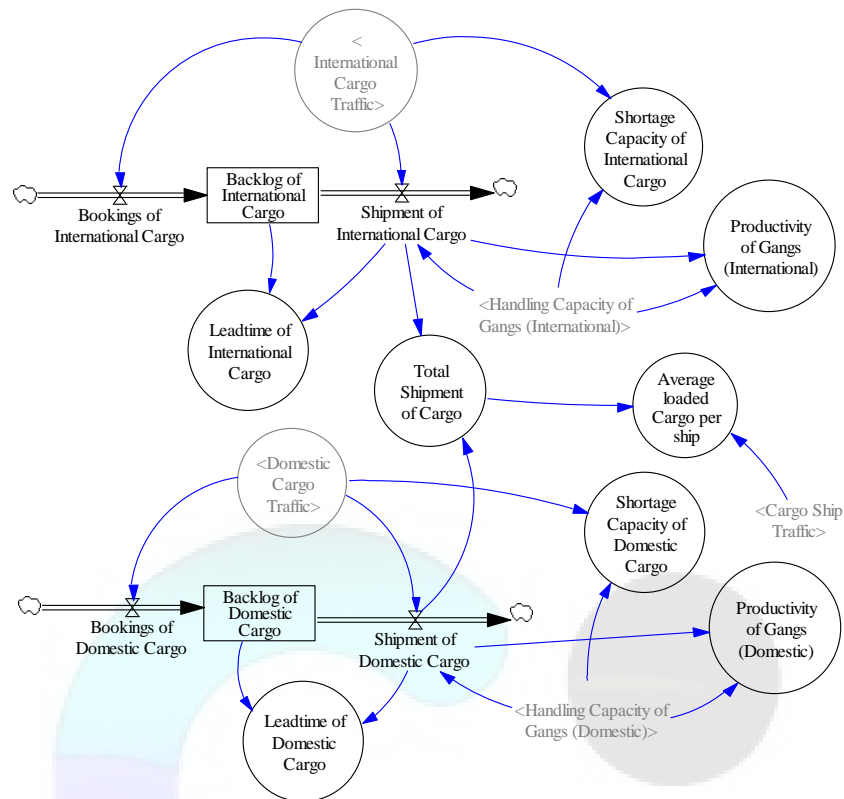 <
International
Cargo
Traffic>
Shortage
Capacity of
International
Cargo
Backlog of
International
Cargo
Bookings of
International Cargo
Shipment of
International Cargo
Productivity
of Gangs
(International)
<Handling Capacity of
Gangs (International)>
Leadtime of
International
Cargo
Total
Shipment
of Cargo
Average
loaded
Cargo per
ship
<Domestic
Cargo
Traffic>
Shortage
Capacity of
Domestic
Cargo
<Cargo Ship
Traffic>
Backlog of
Domestic
Cargo
Bookings of
Domestic Cargo
Shipment of
Domestic Cargo
Productivity
of Gangs
(Domestic)
<Handling Capacity of
Gangs (Domestic)>
Leadtime of
Domestic
Cargo